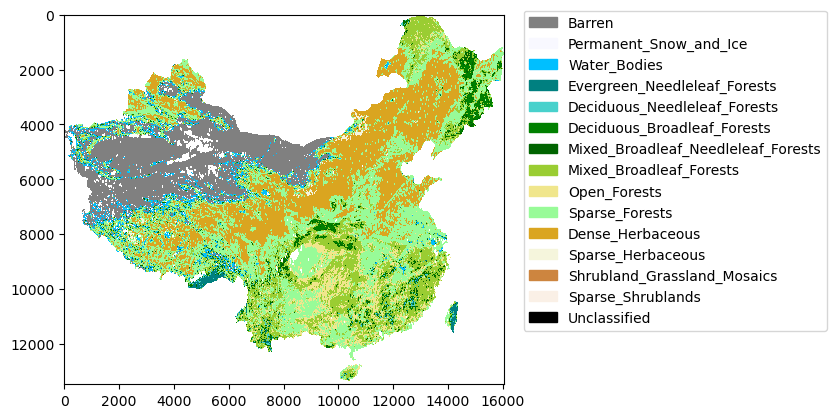 0
2000
4000
6000
8000
10000
12000
0 2000 4000 6000 8000 10000 12000 14000 16000
Barren
Permanent_Snow_and_Ice
Water_Bodies
Evergreen_Needleleaf_Forests
Deciduous_Needleleaf_Forests
Deciduous_Broadleaf_Forests
Mixed_Broadleaf_Needleleaf_Forests
Mixed_Broadleaf_Forests
Open_Forests
Sparse_Forests
Dense_Herbaceous
Sparse_Herbaceous
Shrubland_Grassland_Mosaics
Sparse_Shrublands
Unclassified